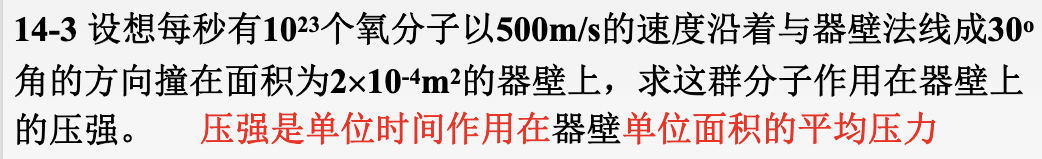 14-3 设想每秒有10²³个氧分子以500m/s的速度沿着与器壁法线成30º
角的方向撞在面积为2×10⁻⁴m²的器壁上，求这群分子作用在器壁上
的压强。 压强是单位时间作用在器壁单位面积的平均压力